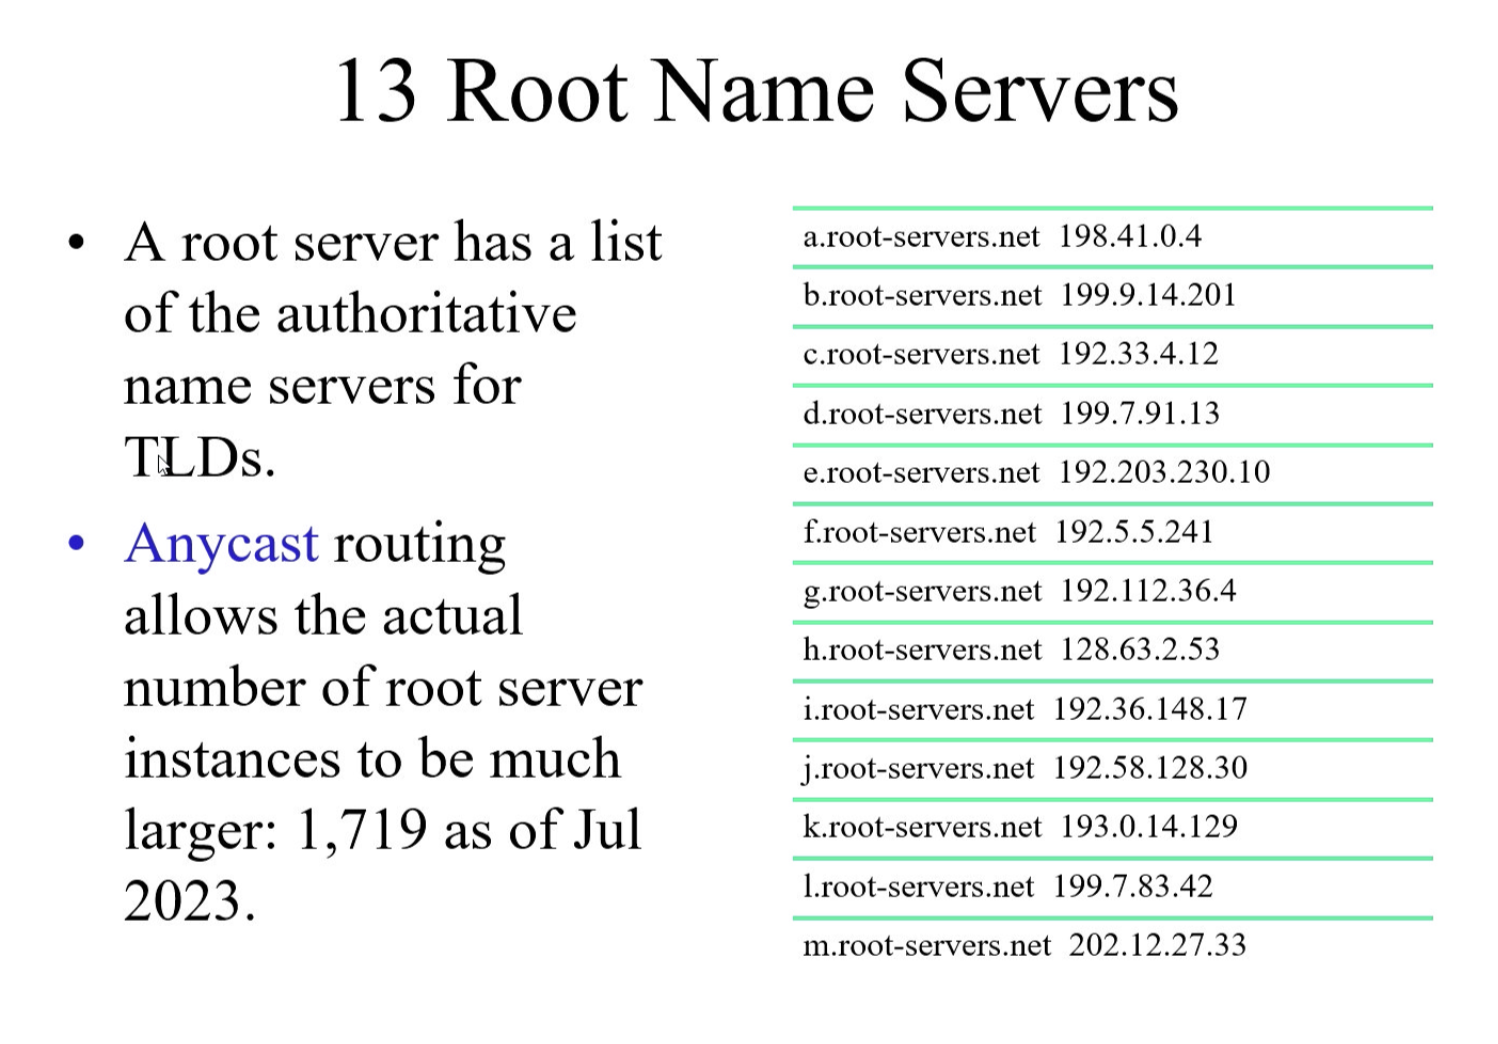 13 Root Name Servers
• A root server has a list
of the authoritative
name servers for
TLDs.
• Anycast routing
allows the actual
number of root server
instances to be much
larger: 1,719 as of Jul
2023.
a.root-servers.net 198.41.0.4
b.root-servers.net 199.9.14.201
c.root-servers.net 192.33.4.12
d.root-servers.net 199.7.91.13
e.root-servers.net 192.203.230.10
f.root-servers.net 192.5.5.241
g.root-servers.net 192.112.36.4
h.root-servers.net 128.63.2.53
i.root-servers.net 192.36.148.17
j.root-servers.net 192.58.128.30
k.root-servers.net 193.0.14.129
l.root-servers.net 199.7.83.42
m.root-servers.net 202.12.27.33